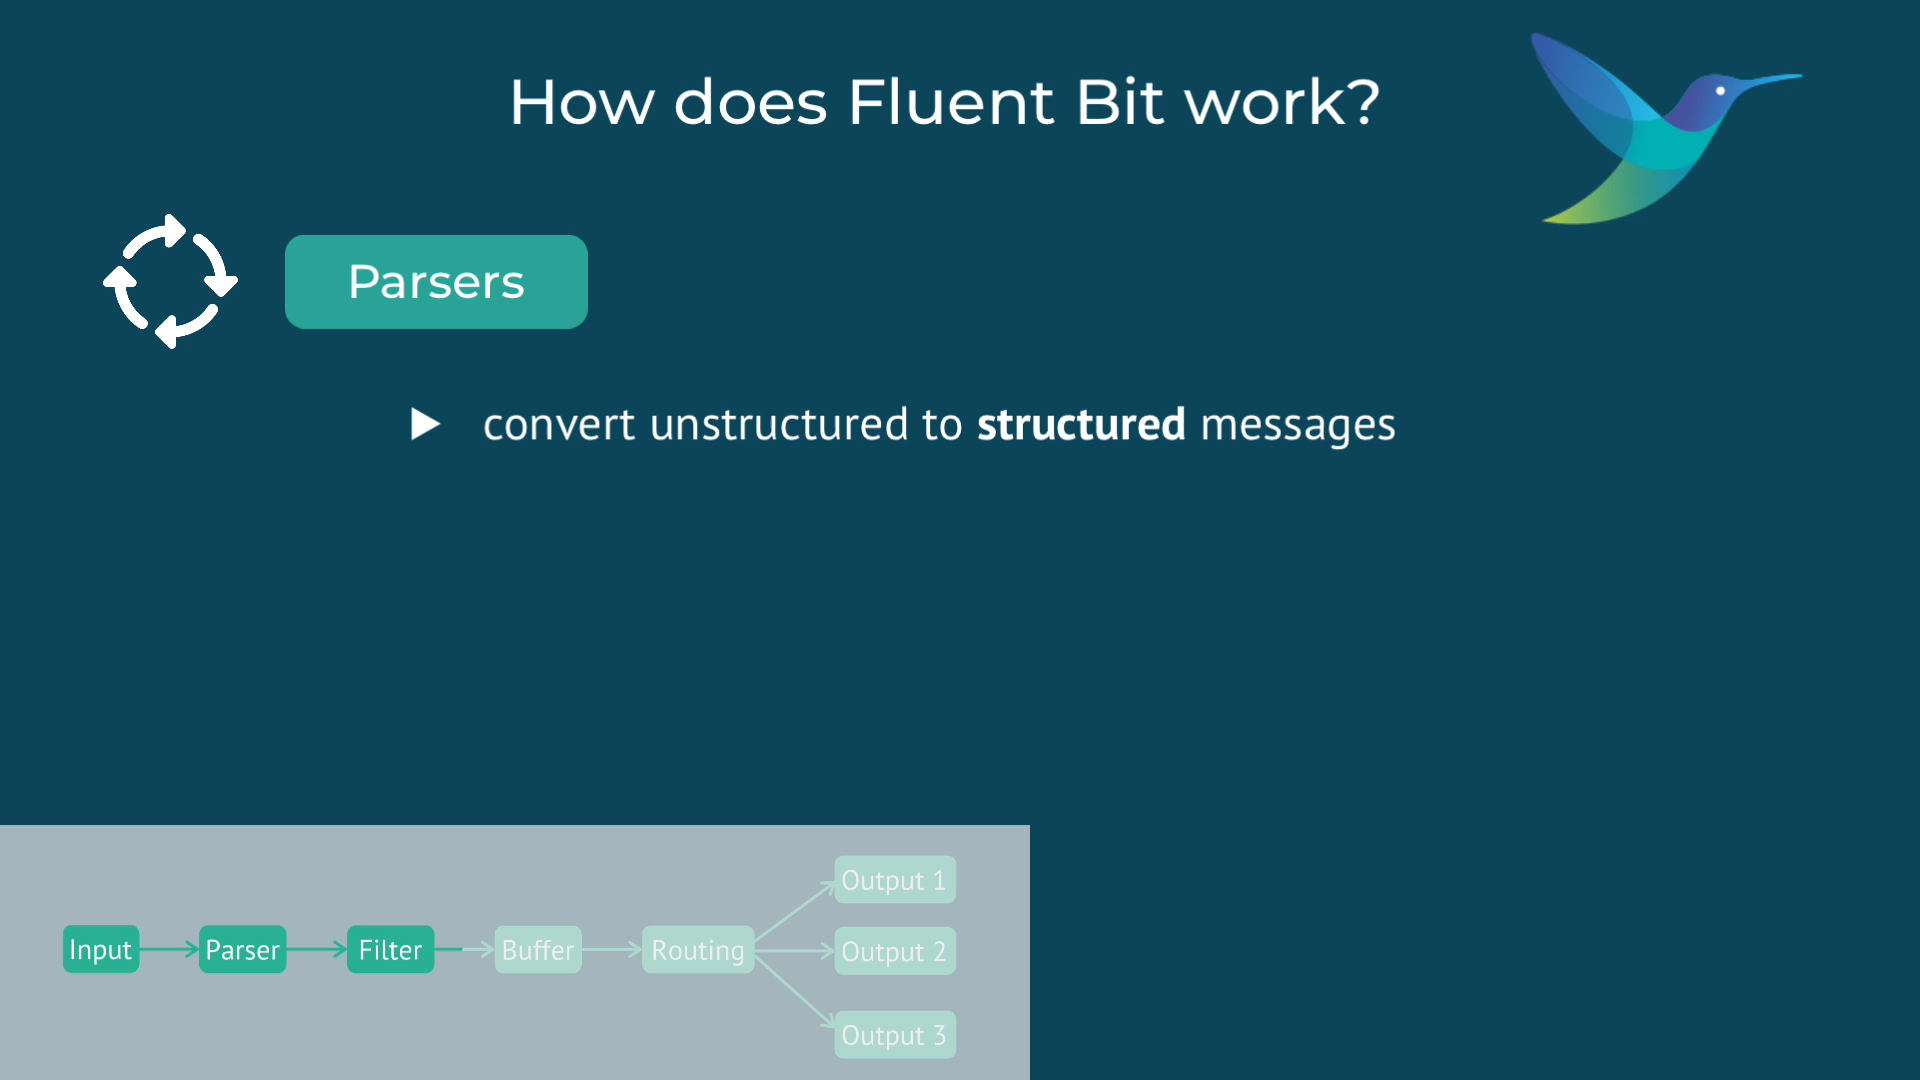 How does Fluent Bit work?
Parsers
convert unstructured to structured messages
Output 1
Input
Parser
Filter
Buffer
Routing
Output 2
Output 3